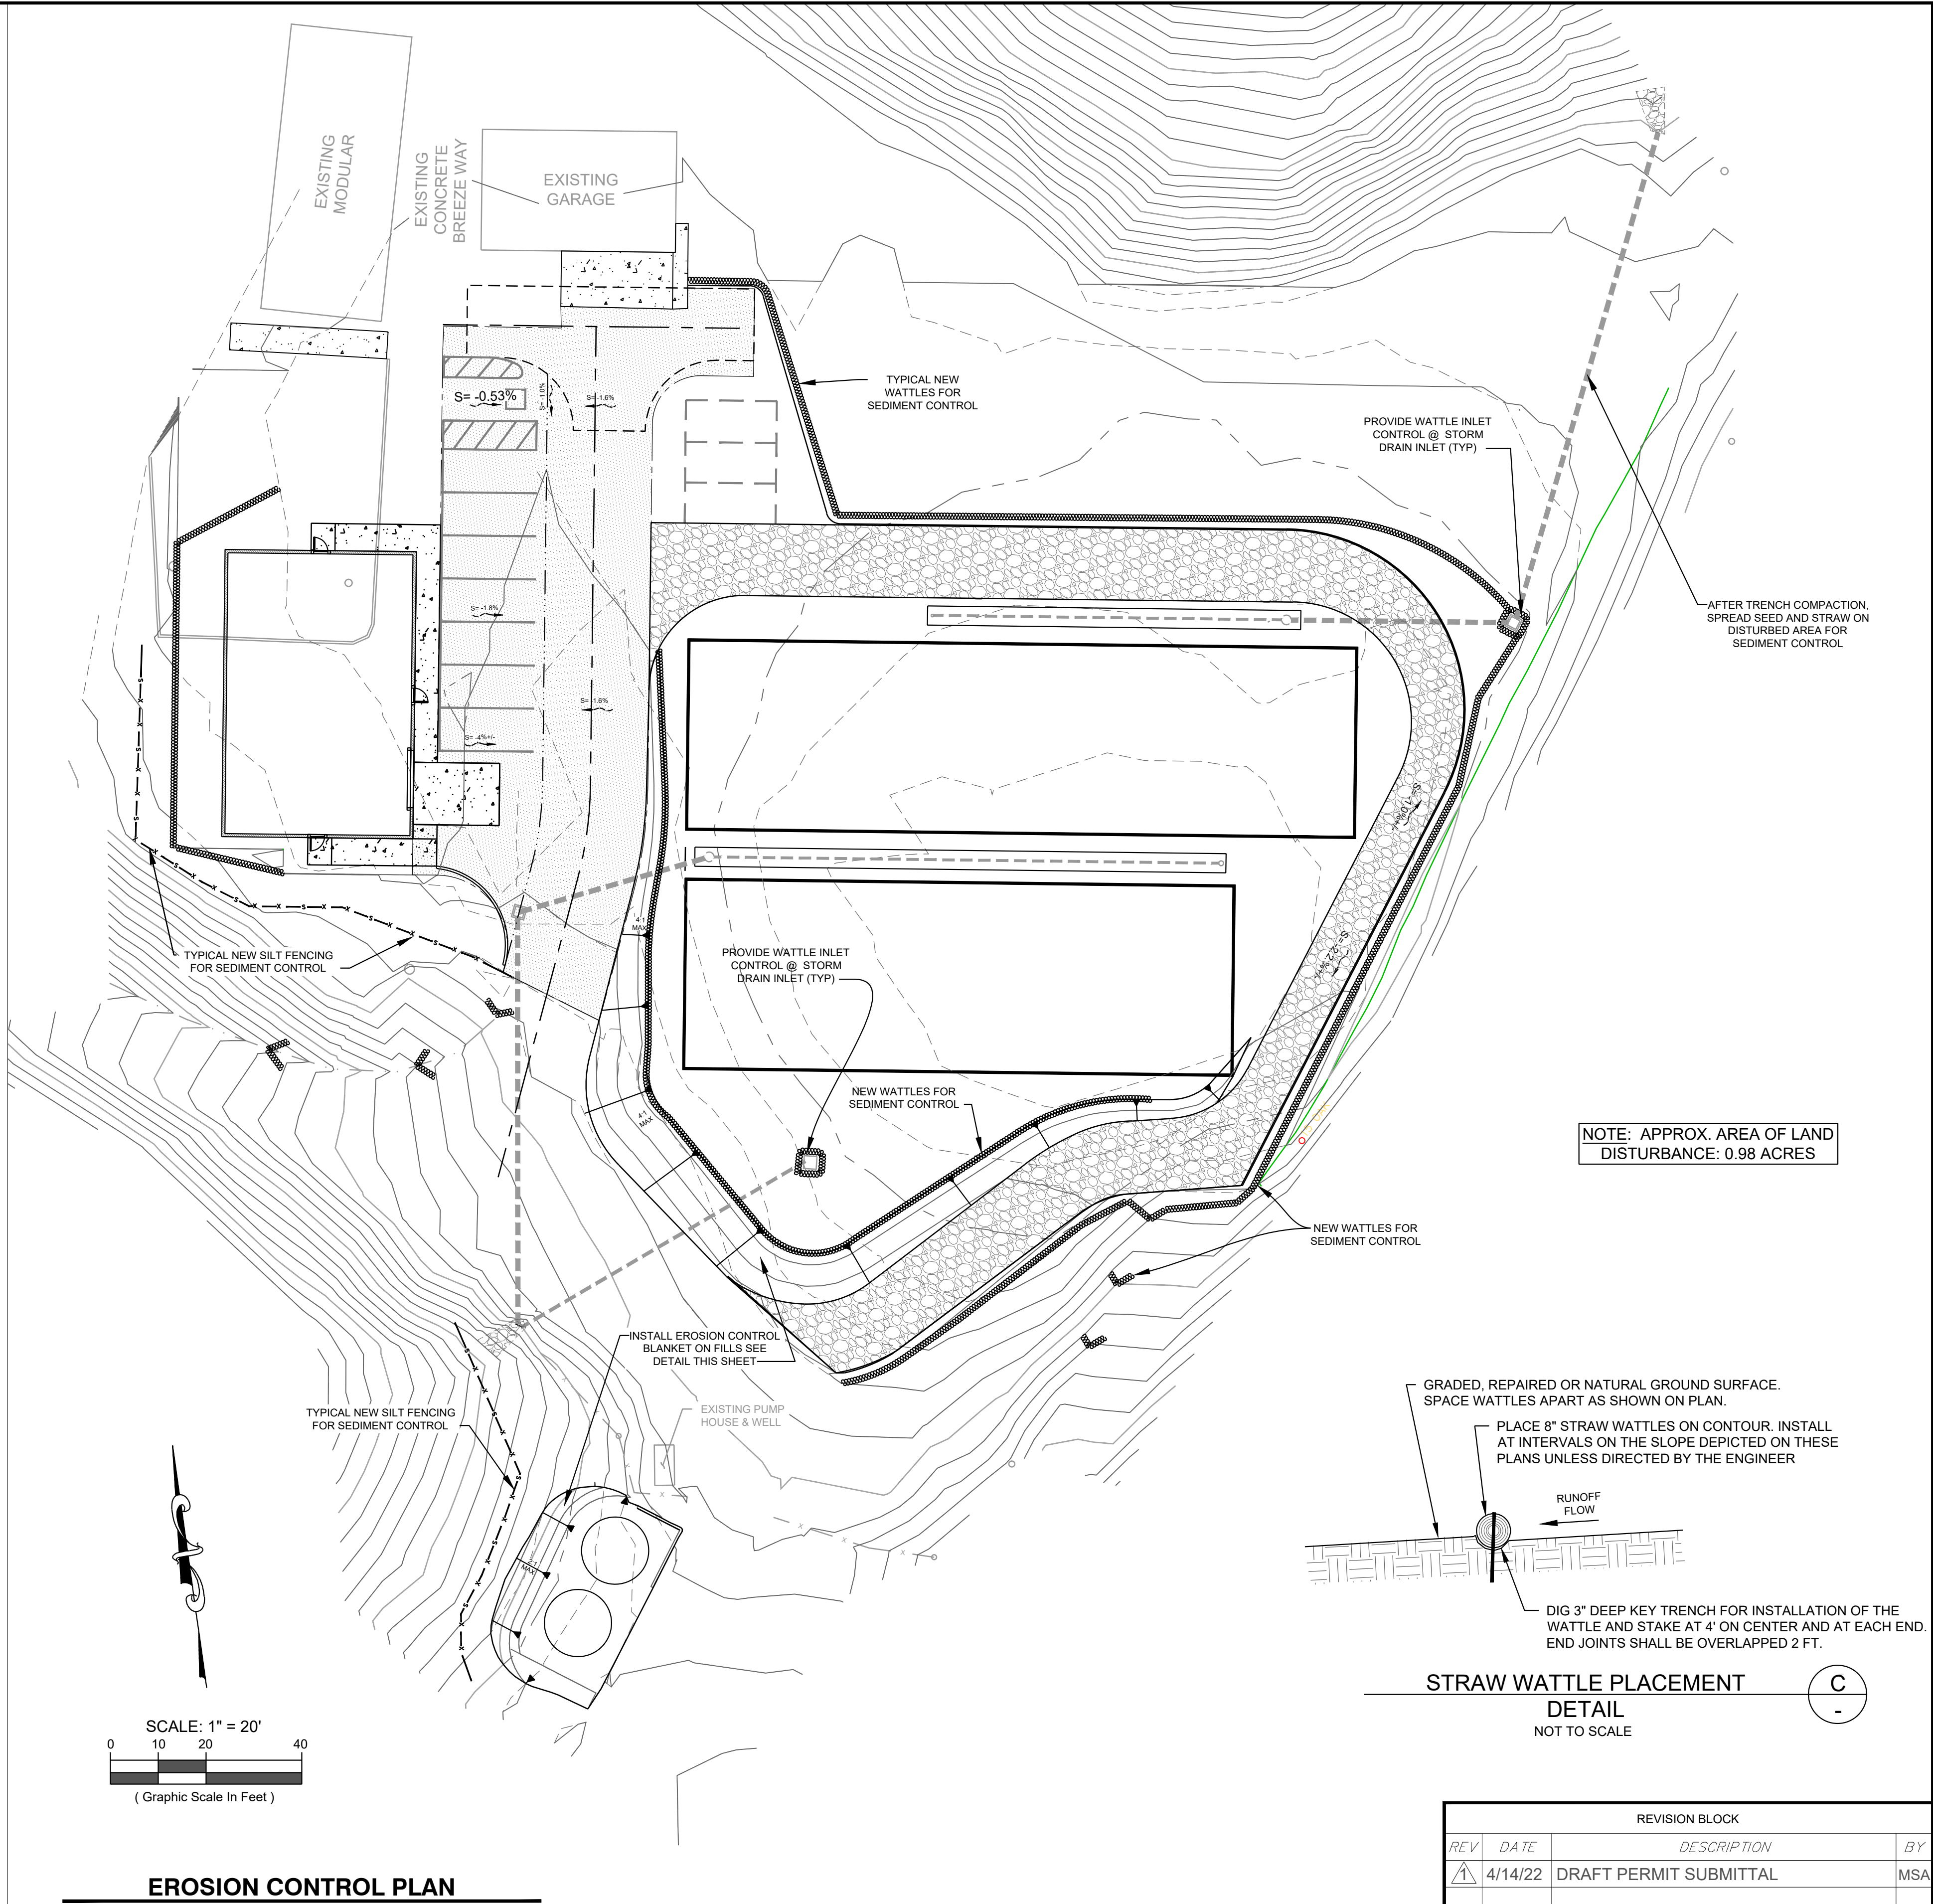 EXISTING
MODULAR
EXISTING
CONCRETE
BREEZE WAY
EXISTING
GARAGE
TYPICAL NEW
WATTLES FOR
SEDIMENT CONTROL
S= -0.53%
S= -1.0%
S= -1.6%
PROVIDE WATTLE INLET
CONTROL @ STORM
DRAIN INLET (TYP)
S= -1.8%
AFTER TRENCH COMPACTION,
SPREAD SEED AND STRAW ON
DISTURBED AREA FOR
SEDIMENT CONTROL
S= -1.6%
S= -4%+/-
S= -1.0%+/-
4:1
MAX
S= -2.2%+/-
TYPICAL NEW SILT FENCING
FOR SEDIMENT CONTROL
PROVIDE WATTLE INLET
CONTROL @ STORM
DRAIN INLET (TYP)
NEW WATTLES FOR
SEDIMENT CONTROL
4:1
MAX
NOTE: APPROX. AREA OF LAND
DISTURBANCE: 0.98 ACRES
NEW WATTLES FOR
SEDIMENT CONTROL
INSTALL EROSION CONTROL
BLANKET ON FILLS SEE
DETAIL THIS SHEET
EXISTING PUMP
HOUSE & WELL
TYPICAL NEW SILT FENCING
FOR SEDIMENT CONTROL
2:1
MAX
GRADED, REPAIRED OR NATURAL GROUND SURFACE.
SPACE WATTLES APART AS SHOWN ON PLAN.
PLACE 8" STRAW WATTLES ON CONTOUR. INSTALL
AT INTERVALS ON THE SLOPE DEPICTED ON THESE
PLANS UNLESS DIRECTED BY THE ENGINEER
RUNOFF
FLOW
DIG 3" DEEP KEY TRENCH FOR INSTALLATION OF THE
WATTLE AND STAKE AT 4' ON CENTER AND AT EACH END.
END JOINTS SHALL BE OVERLAPPED 2 FT.
STRAW WATTLE PLACEMENT
DETAIL
NOT TO SCALE
C
-
SCALE: 1" = 20'
0 10 20 40
( Graphic Scale In Feet )
EROSION CONTROL PLAN
REVISION BLOCK
REV DATE DESCRIPTION BY
1 4/14/22 DRAFT PERMIT SUBMITTAL MSA